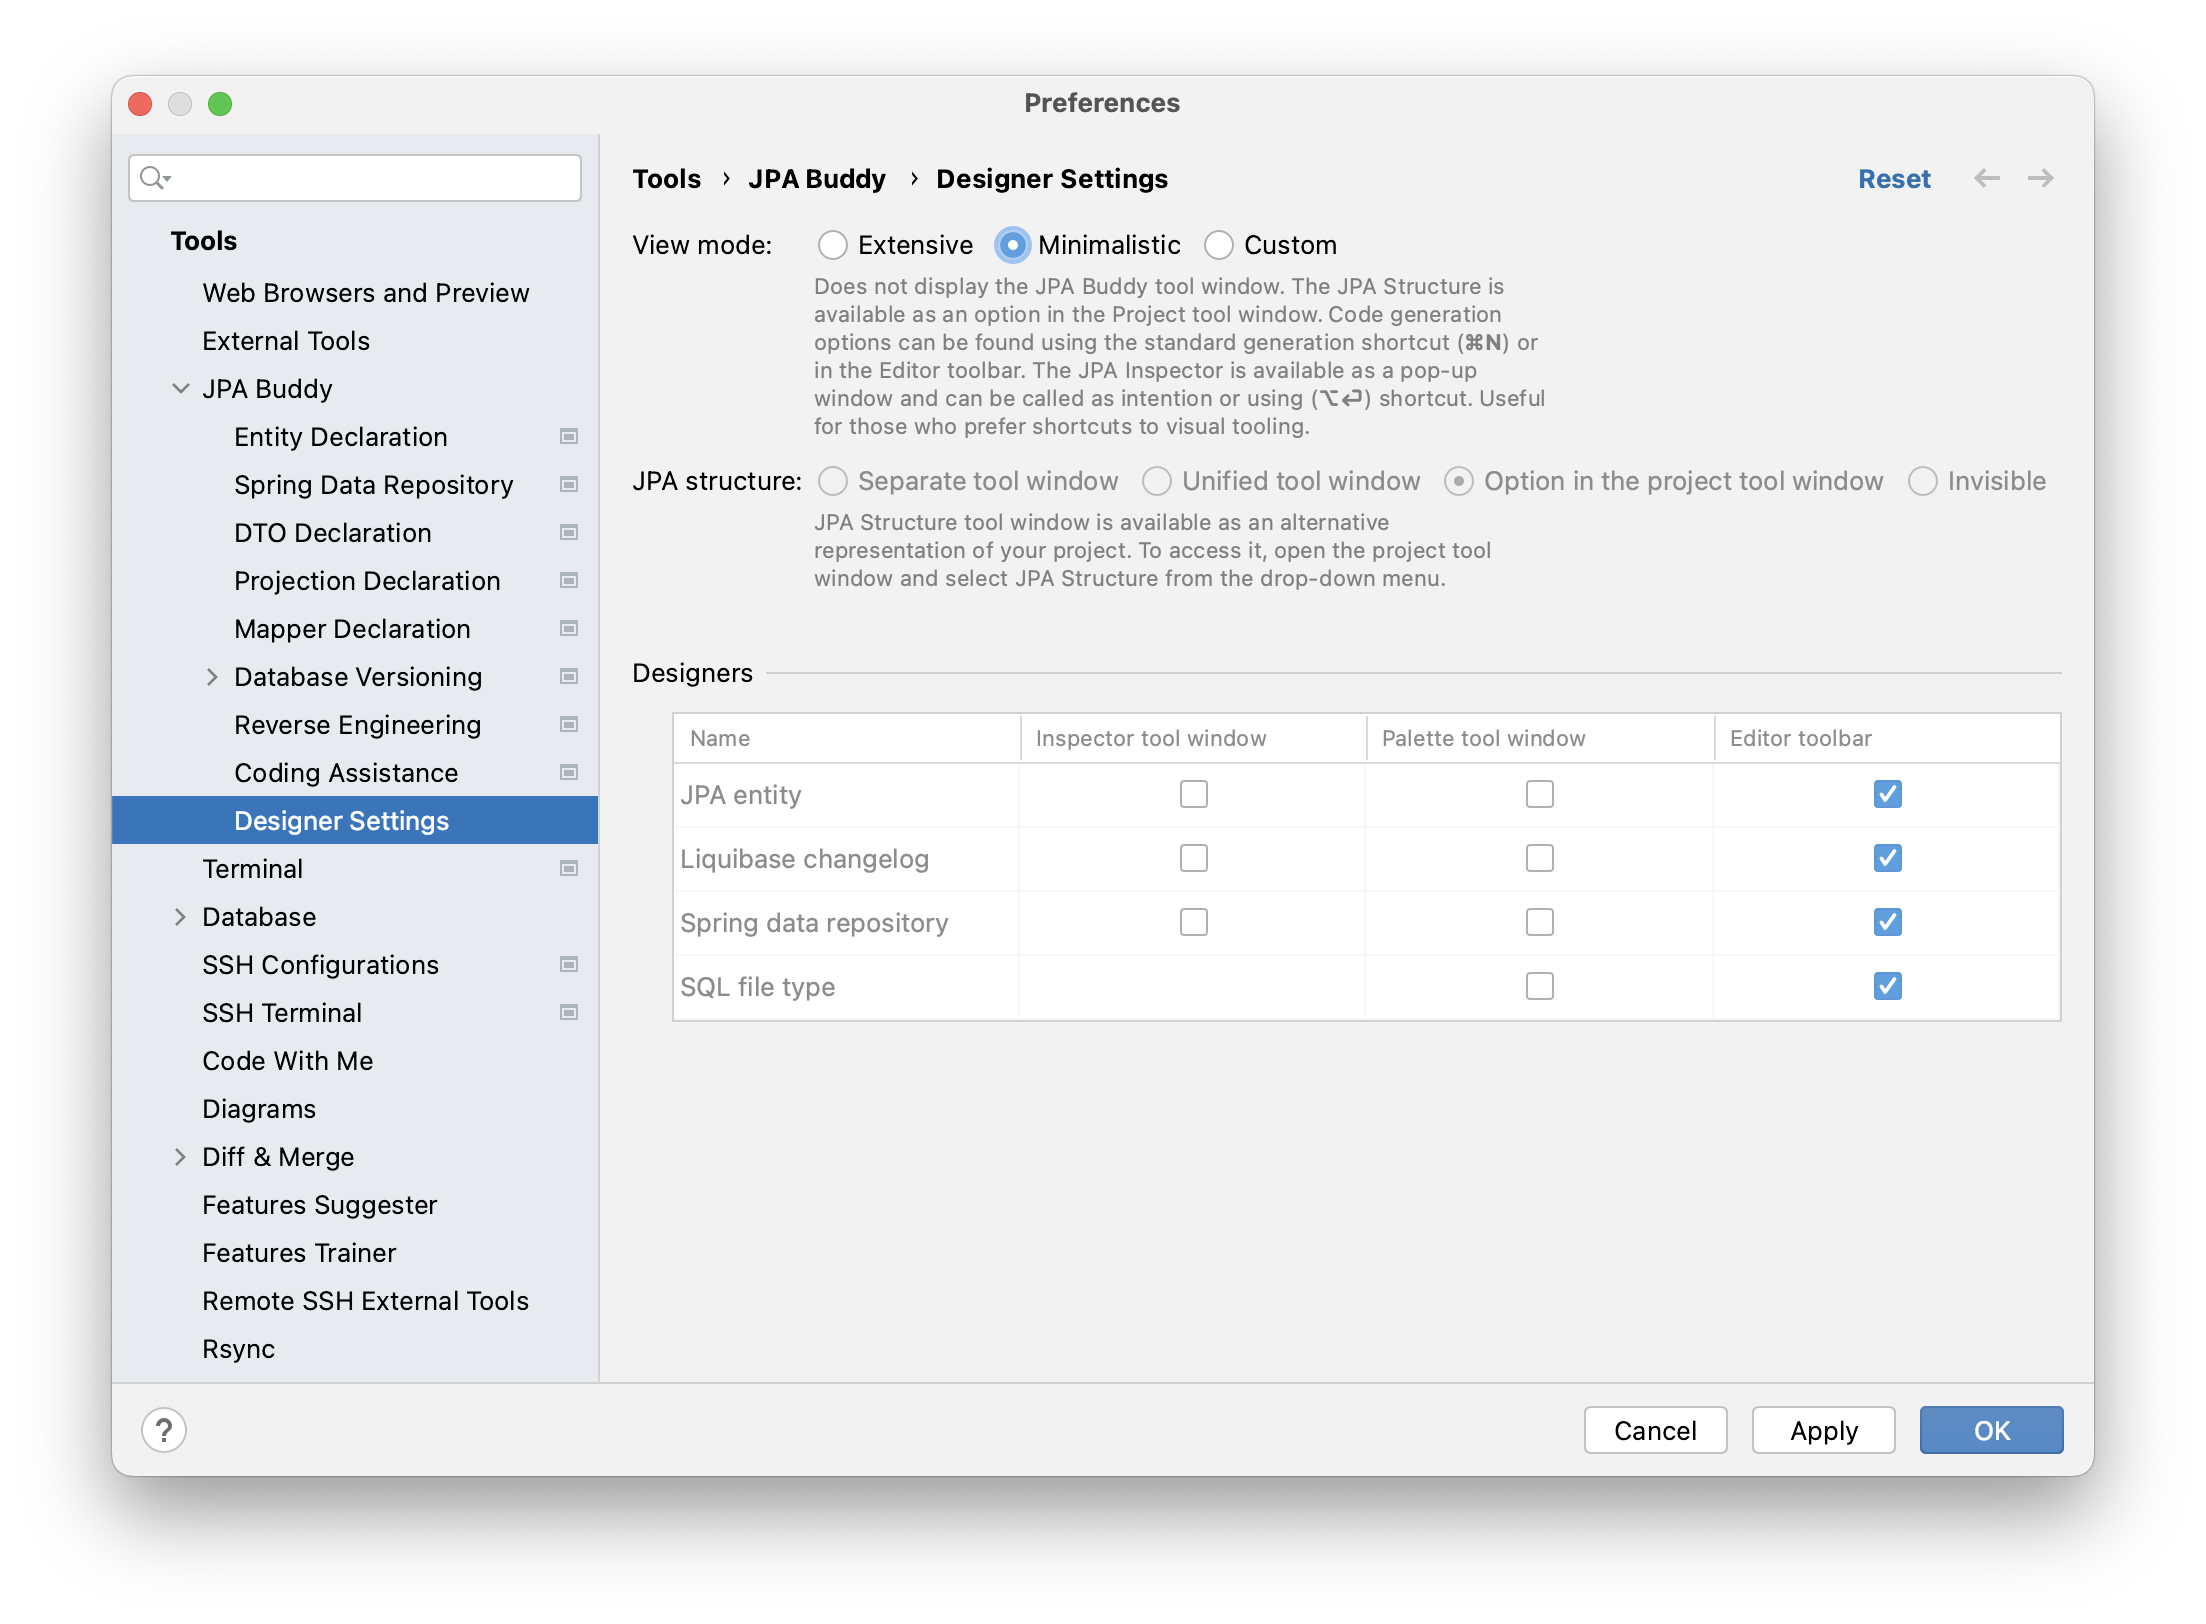 Preferences
Tools
Web Browsers and Preview
External Tools
JPA Buddy
Entity Declaration
Spring Data Repository
DTO Declaration
Projection Declaration
Mapper Declaration
Database Versioning
Reverse Engineering
Coding Assistance
Designer Settings
Terminal
Database
SSH Configurations
SSH Terminal
Code With Me
Diagrams
Diff & Merge
Features Suggester
Features Trainer
Remote SSH External Tools
Rsync
Tools › JPA Buddy › Designer Settings
Reset
View mode: Extensive Minimalistic Custom
Does not display the JPA Buddy tool window. The JPA Structure is
available as an option in the Project tool window. Code generation
options can be found using the standard generation shortcut (⌘N) or
in the Editor toolbar. The JPA Inspector is available as a pop-up
window and can be called as intention or using (⌥⏎) shortcut. Useful
for those who prefer shortcuts to visual tooling.
JPA structure: Separate tool window Unified tool window Option in the project tool window Invisible
JPA Structure tool window is available as an alternative
representation of your project. To access it, open the project tool
window and select JPA Structure from the drop-down menu.
Designers
Name Inspector tool window Palette tool window Editor toolbar
JPA entity
Liquibase changelog
Spring data repository
SQL file type
? Cancel Apply OK